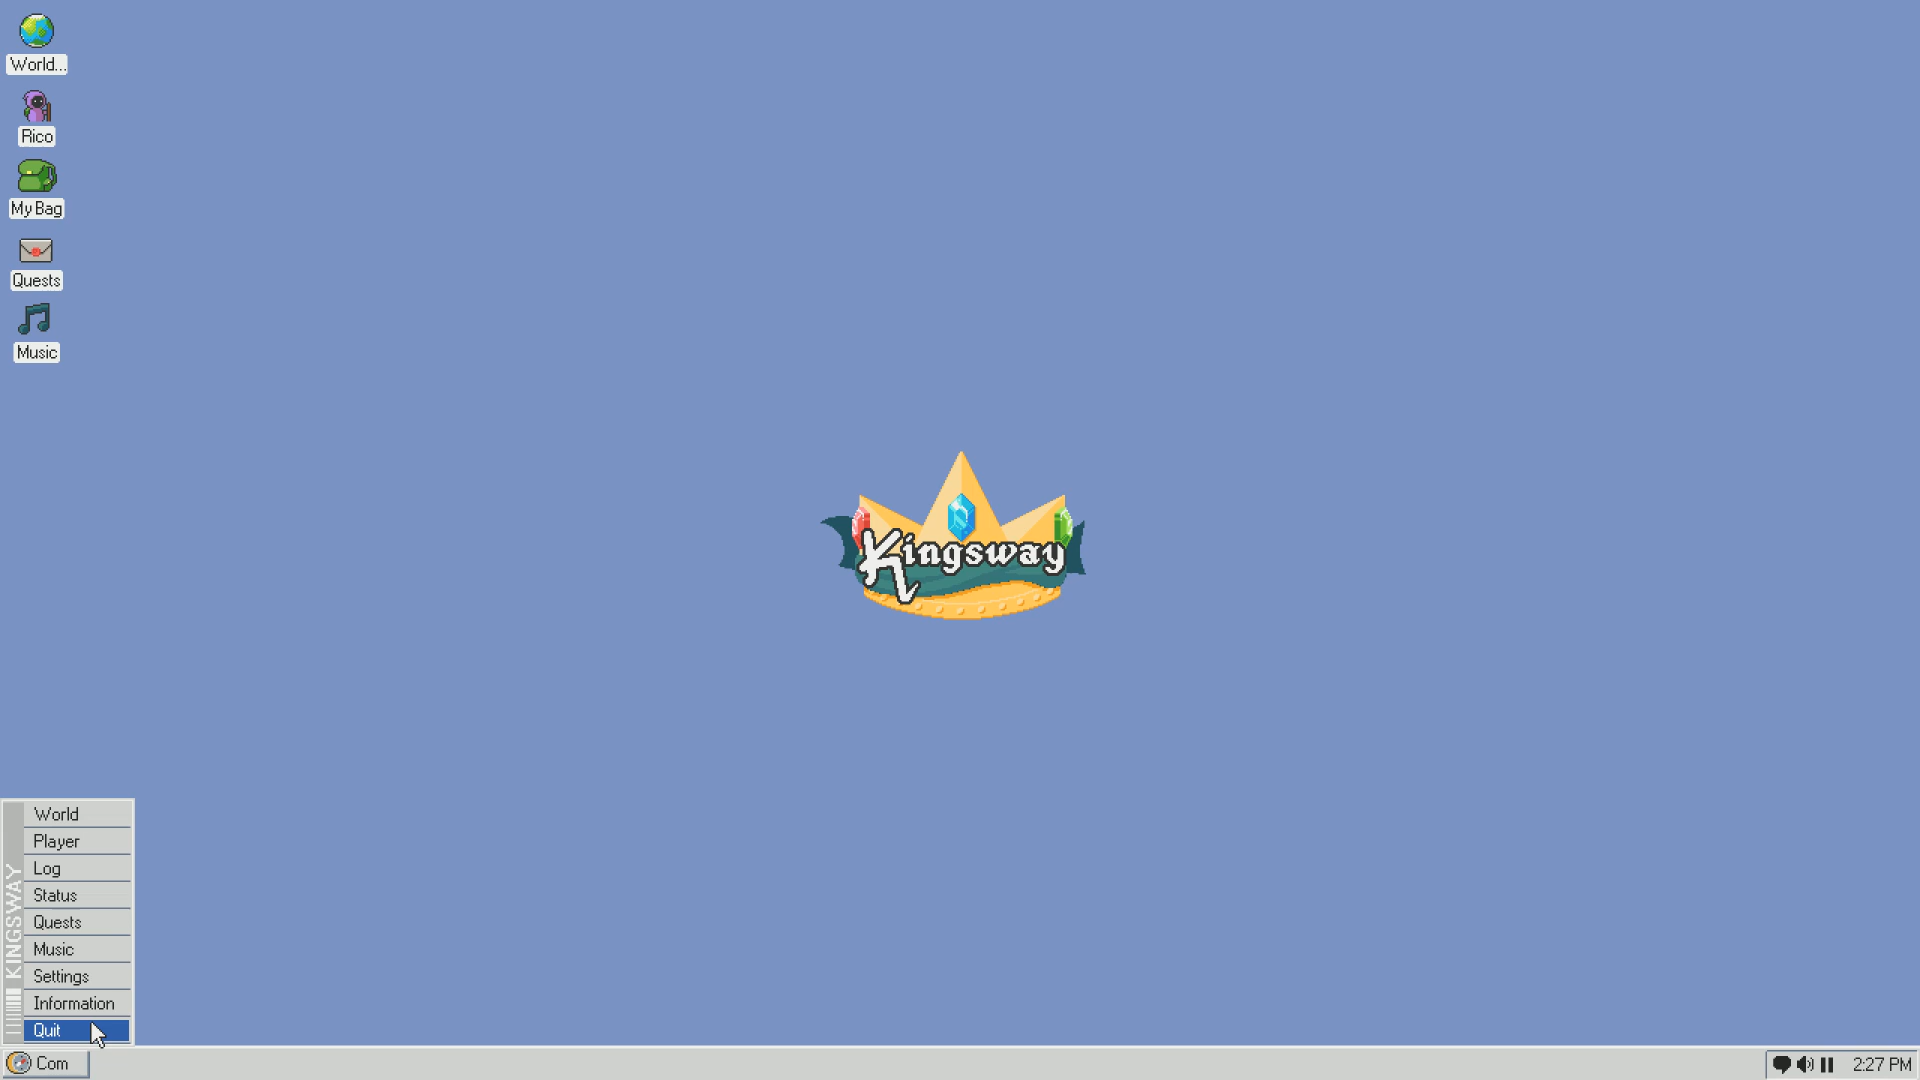 World...
Rico
My Bag
Quests
Music
Kingsway
World
Player
Log
Status
Quests
Music
Settings
Information
Quit
KINGSWAY
Com
2:27 PM